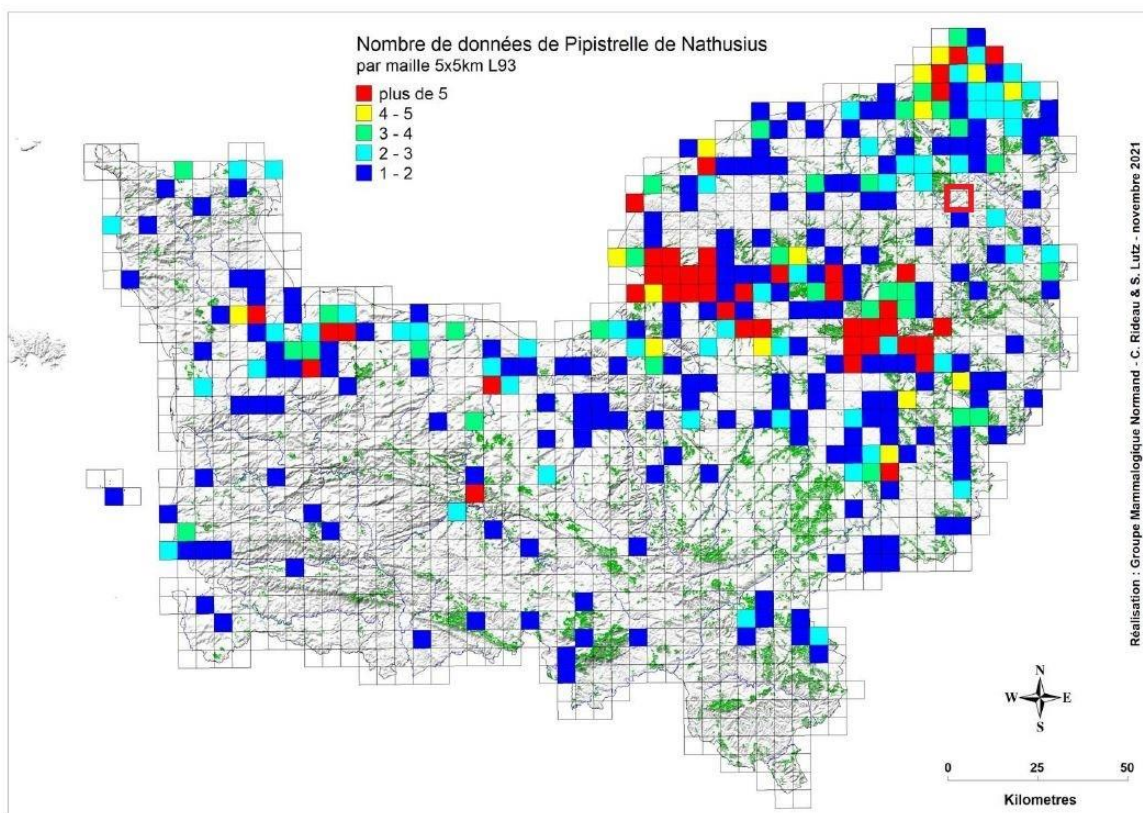 Nombre de données de Pipistrelle de Nathusius
par maille 5x5km L93
plus de 5
4 - 5
3 - 4
2 - 3
1 - 2
Réalisation : Groupe Mammalogique Normand - C. Rideau & S. Lutz - novembre 2021
N
W E
S
0 25 50
Kilometres